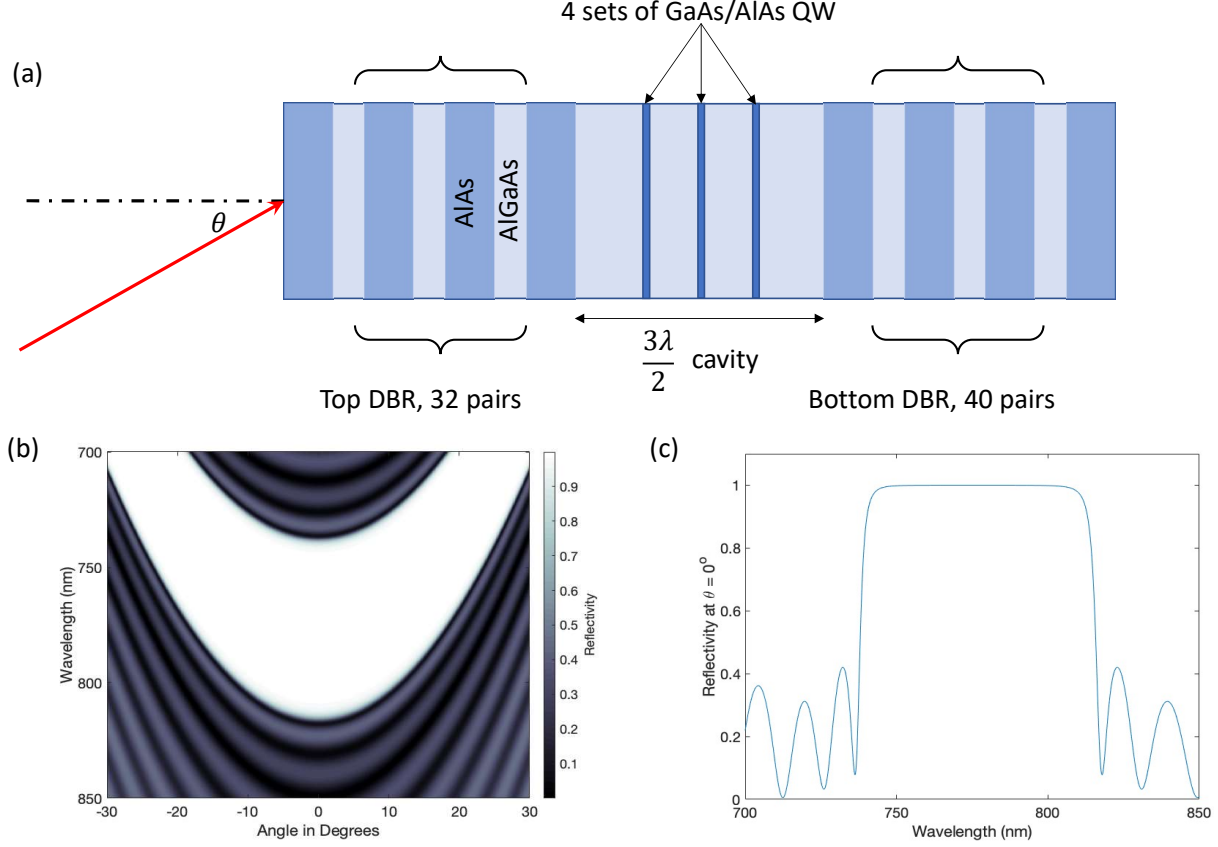 4 sets of GaAs/AlAs QW
(a)
θ
AlAs
AlGaAs
3λ
2
cavity
Top DBR, 32 pairs
Bottom DBR, 40 pairs
(b)
700
750
800
850
Wavelength (nm)
-30 -20 -10 0 10 20 30
Angle in Degrees
0.9
0.8
0.7
0.6
0.5
0.4
0.3
0.2
0.1
Reflectivity
(c)
1
0.8
0.6
0.4
0.2
0
Reflectivity at θ = 0°
700 750 800 850
Wavelength (nm)